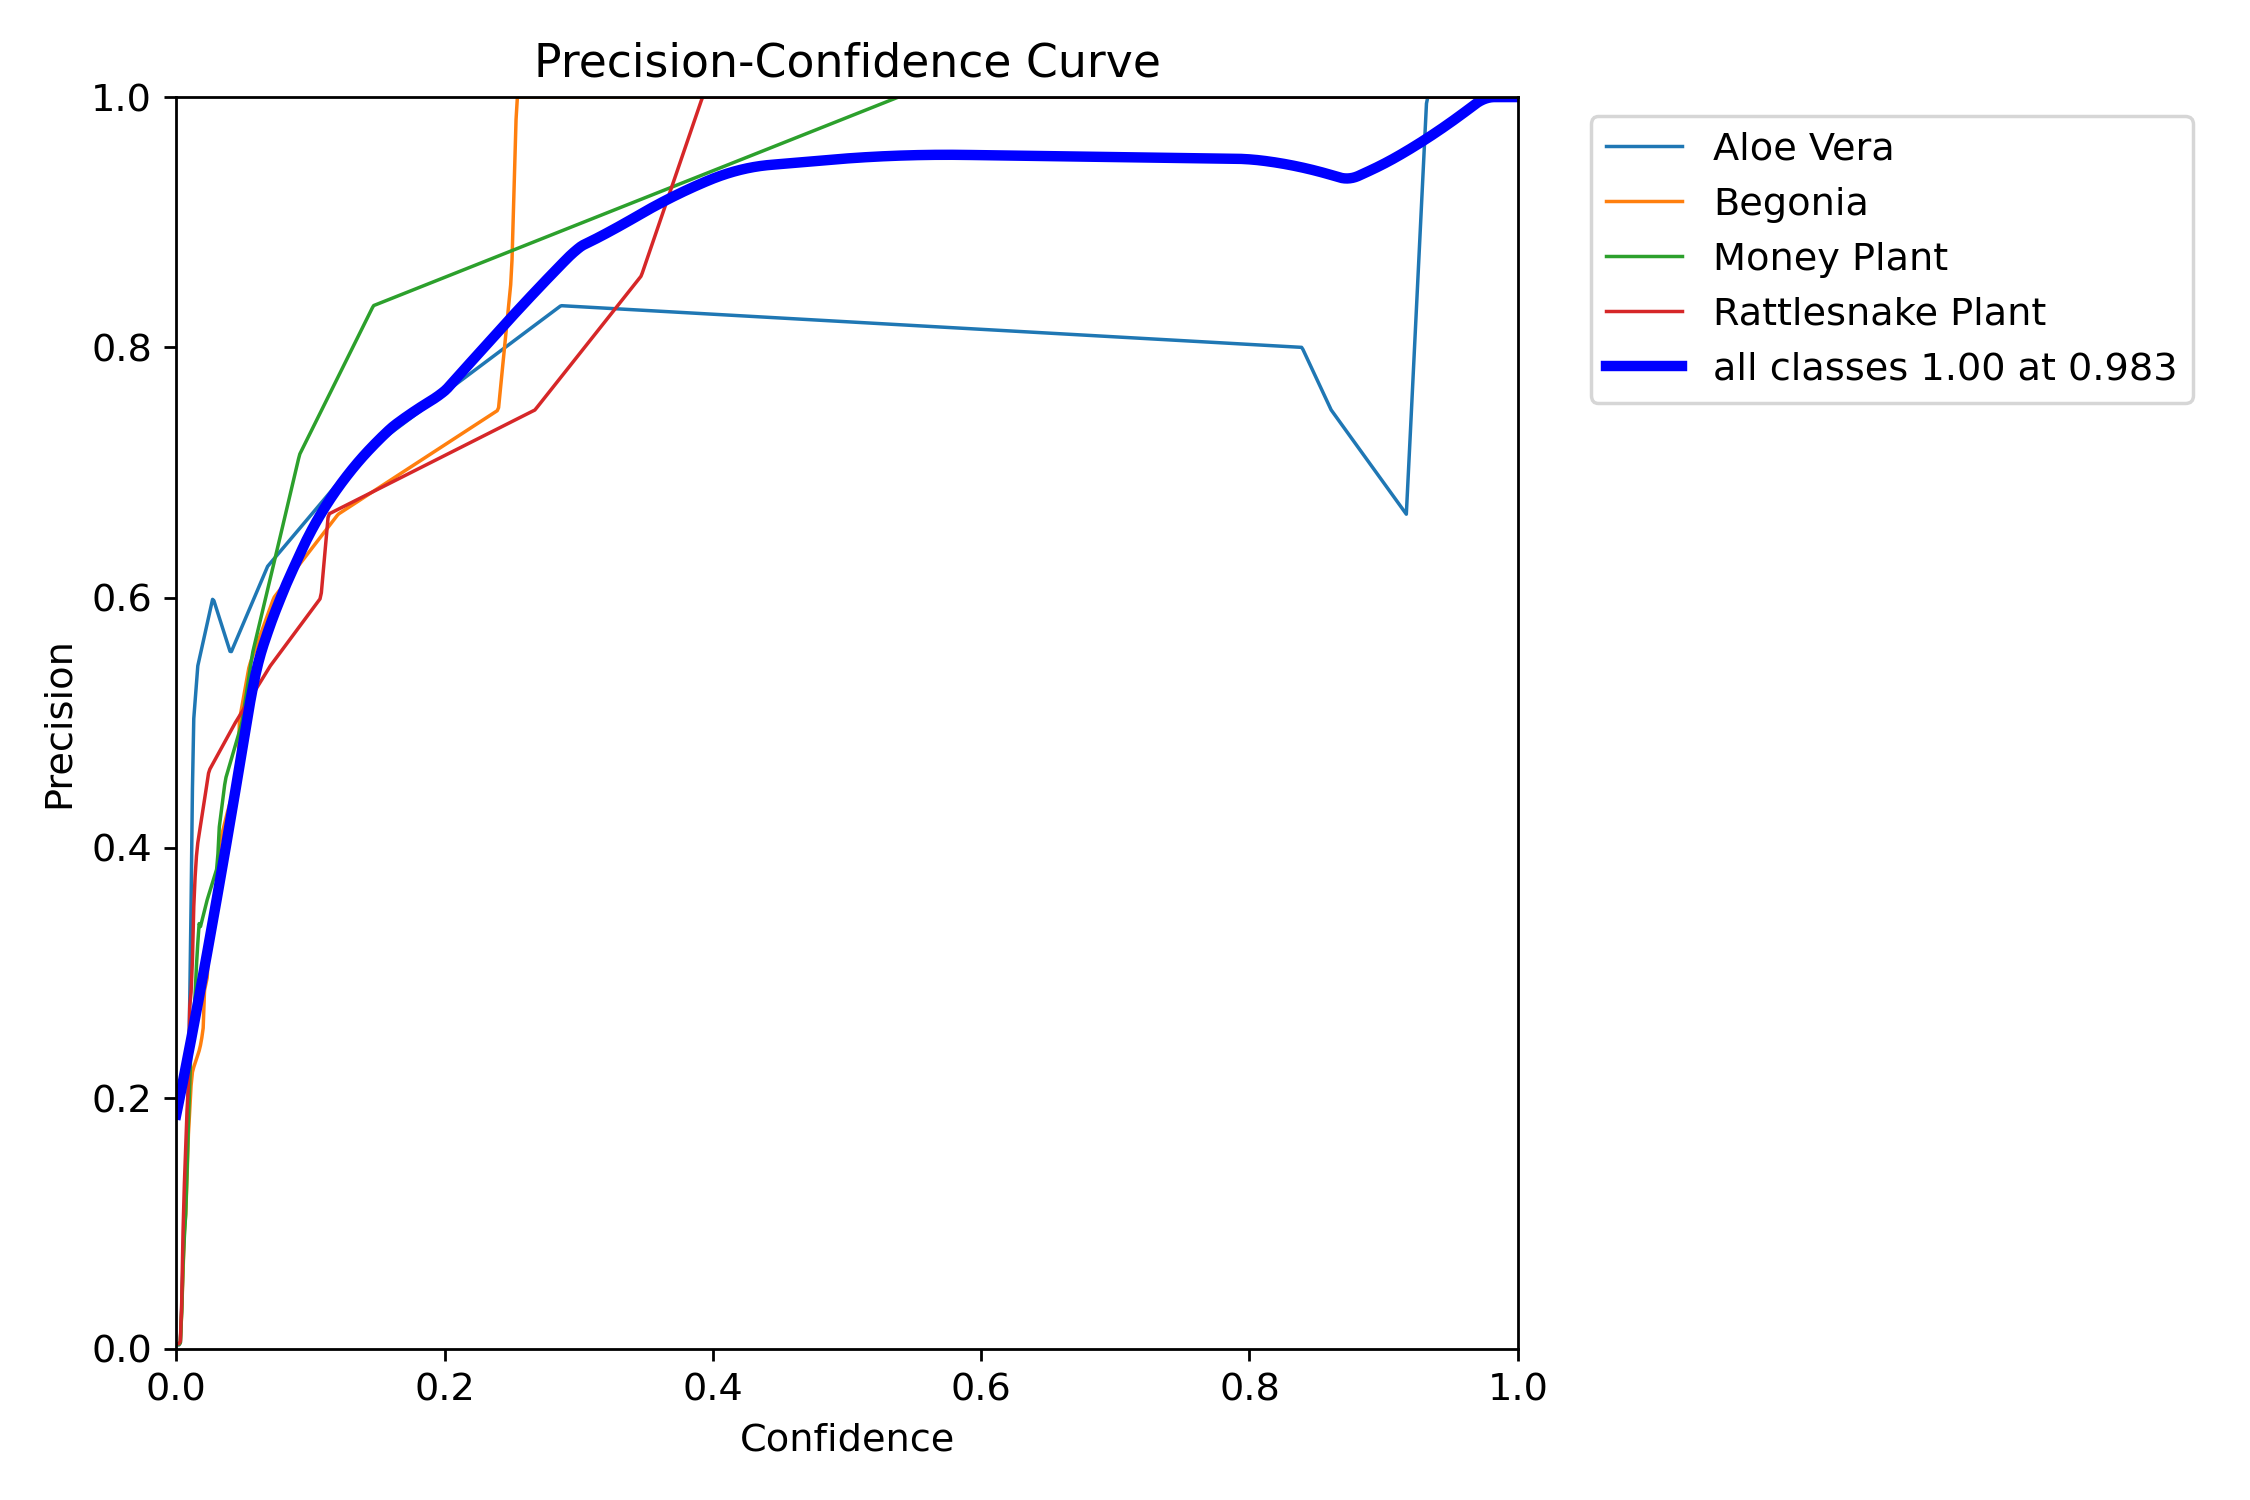 Precision-Confidence Curve
1.0
0.8
0.6
0.4
0.2
0.0
Precision
0.0 0.2 0.4 0.6 0.8 1.0
Confidence
Aloe Vera
Begonia
Money Plant
Rattlesnake Plant
all classes 1.00 at 0.983